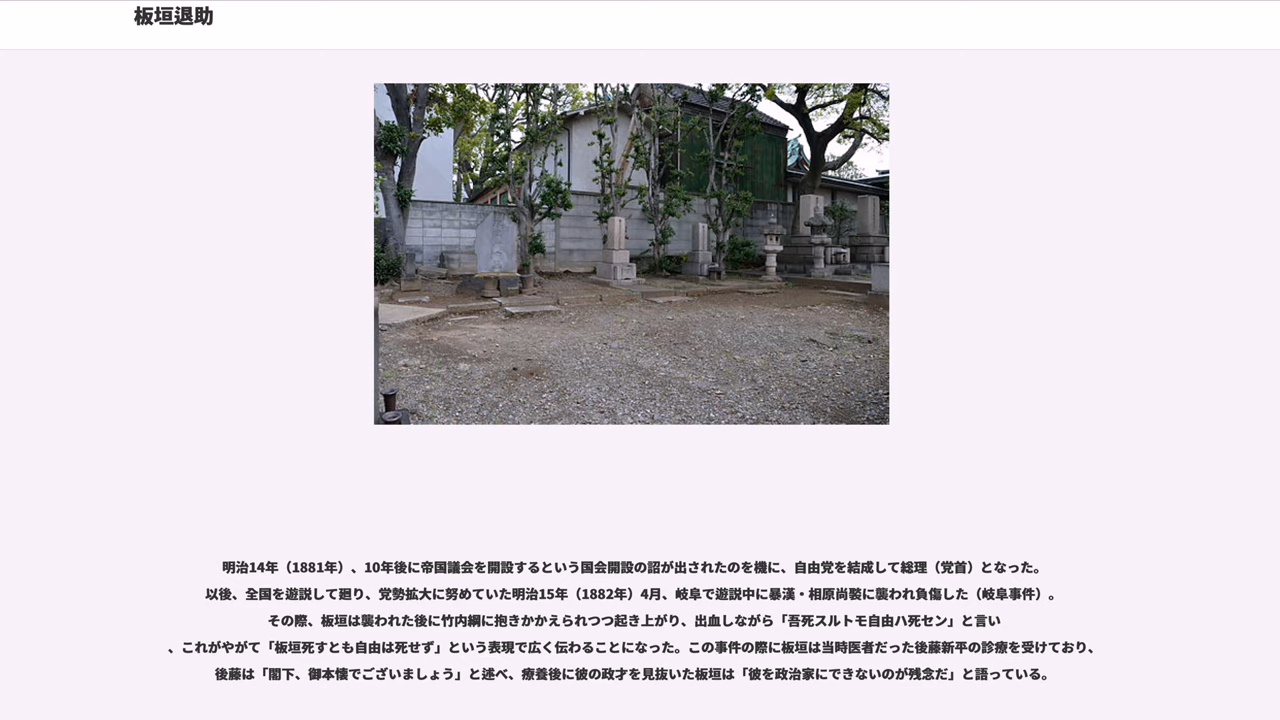 板垣退助
明治14年（1881年）、10年後に帝国議会を開設するという国会開設の詔が出されたのを機に、自由党を結成して総理（党首）となった。
以後、全国を遊説して廻り、党勢拡大に努めていた明治15年（1882年）4月、岐阜で遊説中に暴漢・相原尚褧に襲われ負傷した（岐阜事件）。
その際、板垣は襲われた後に竹内綱に抱きかかえられつつ起き上がり、出血しながら「吾死スルトモ自由ハ死セン」と言い
、これがやがて「板垣死すとも自由は死せず」という表現で広く伝わることになった。この事件の際に板垣は当時医者だった後藤新平の診療を受けており、
後藤は「閣下、御本懐でございましょう」と述べ、療養後に彼の政才を見抜いた板垣は「彼を政治家にできないのが残念だ」と語っている。